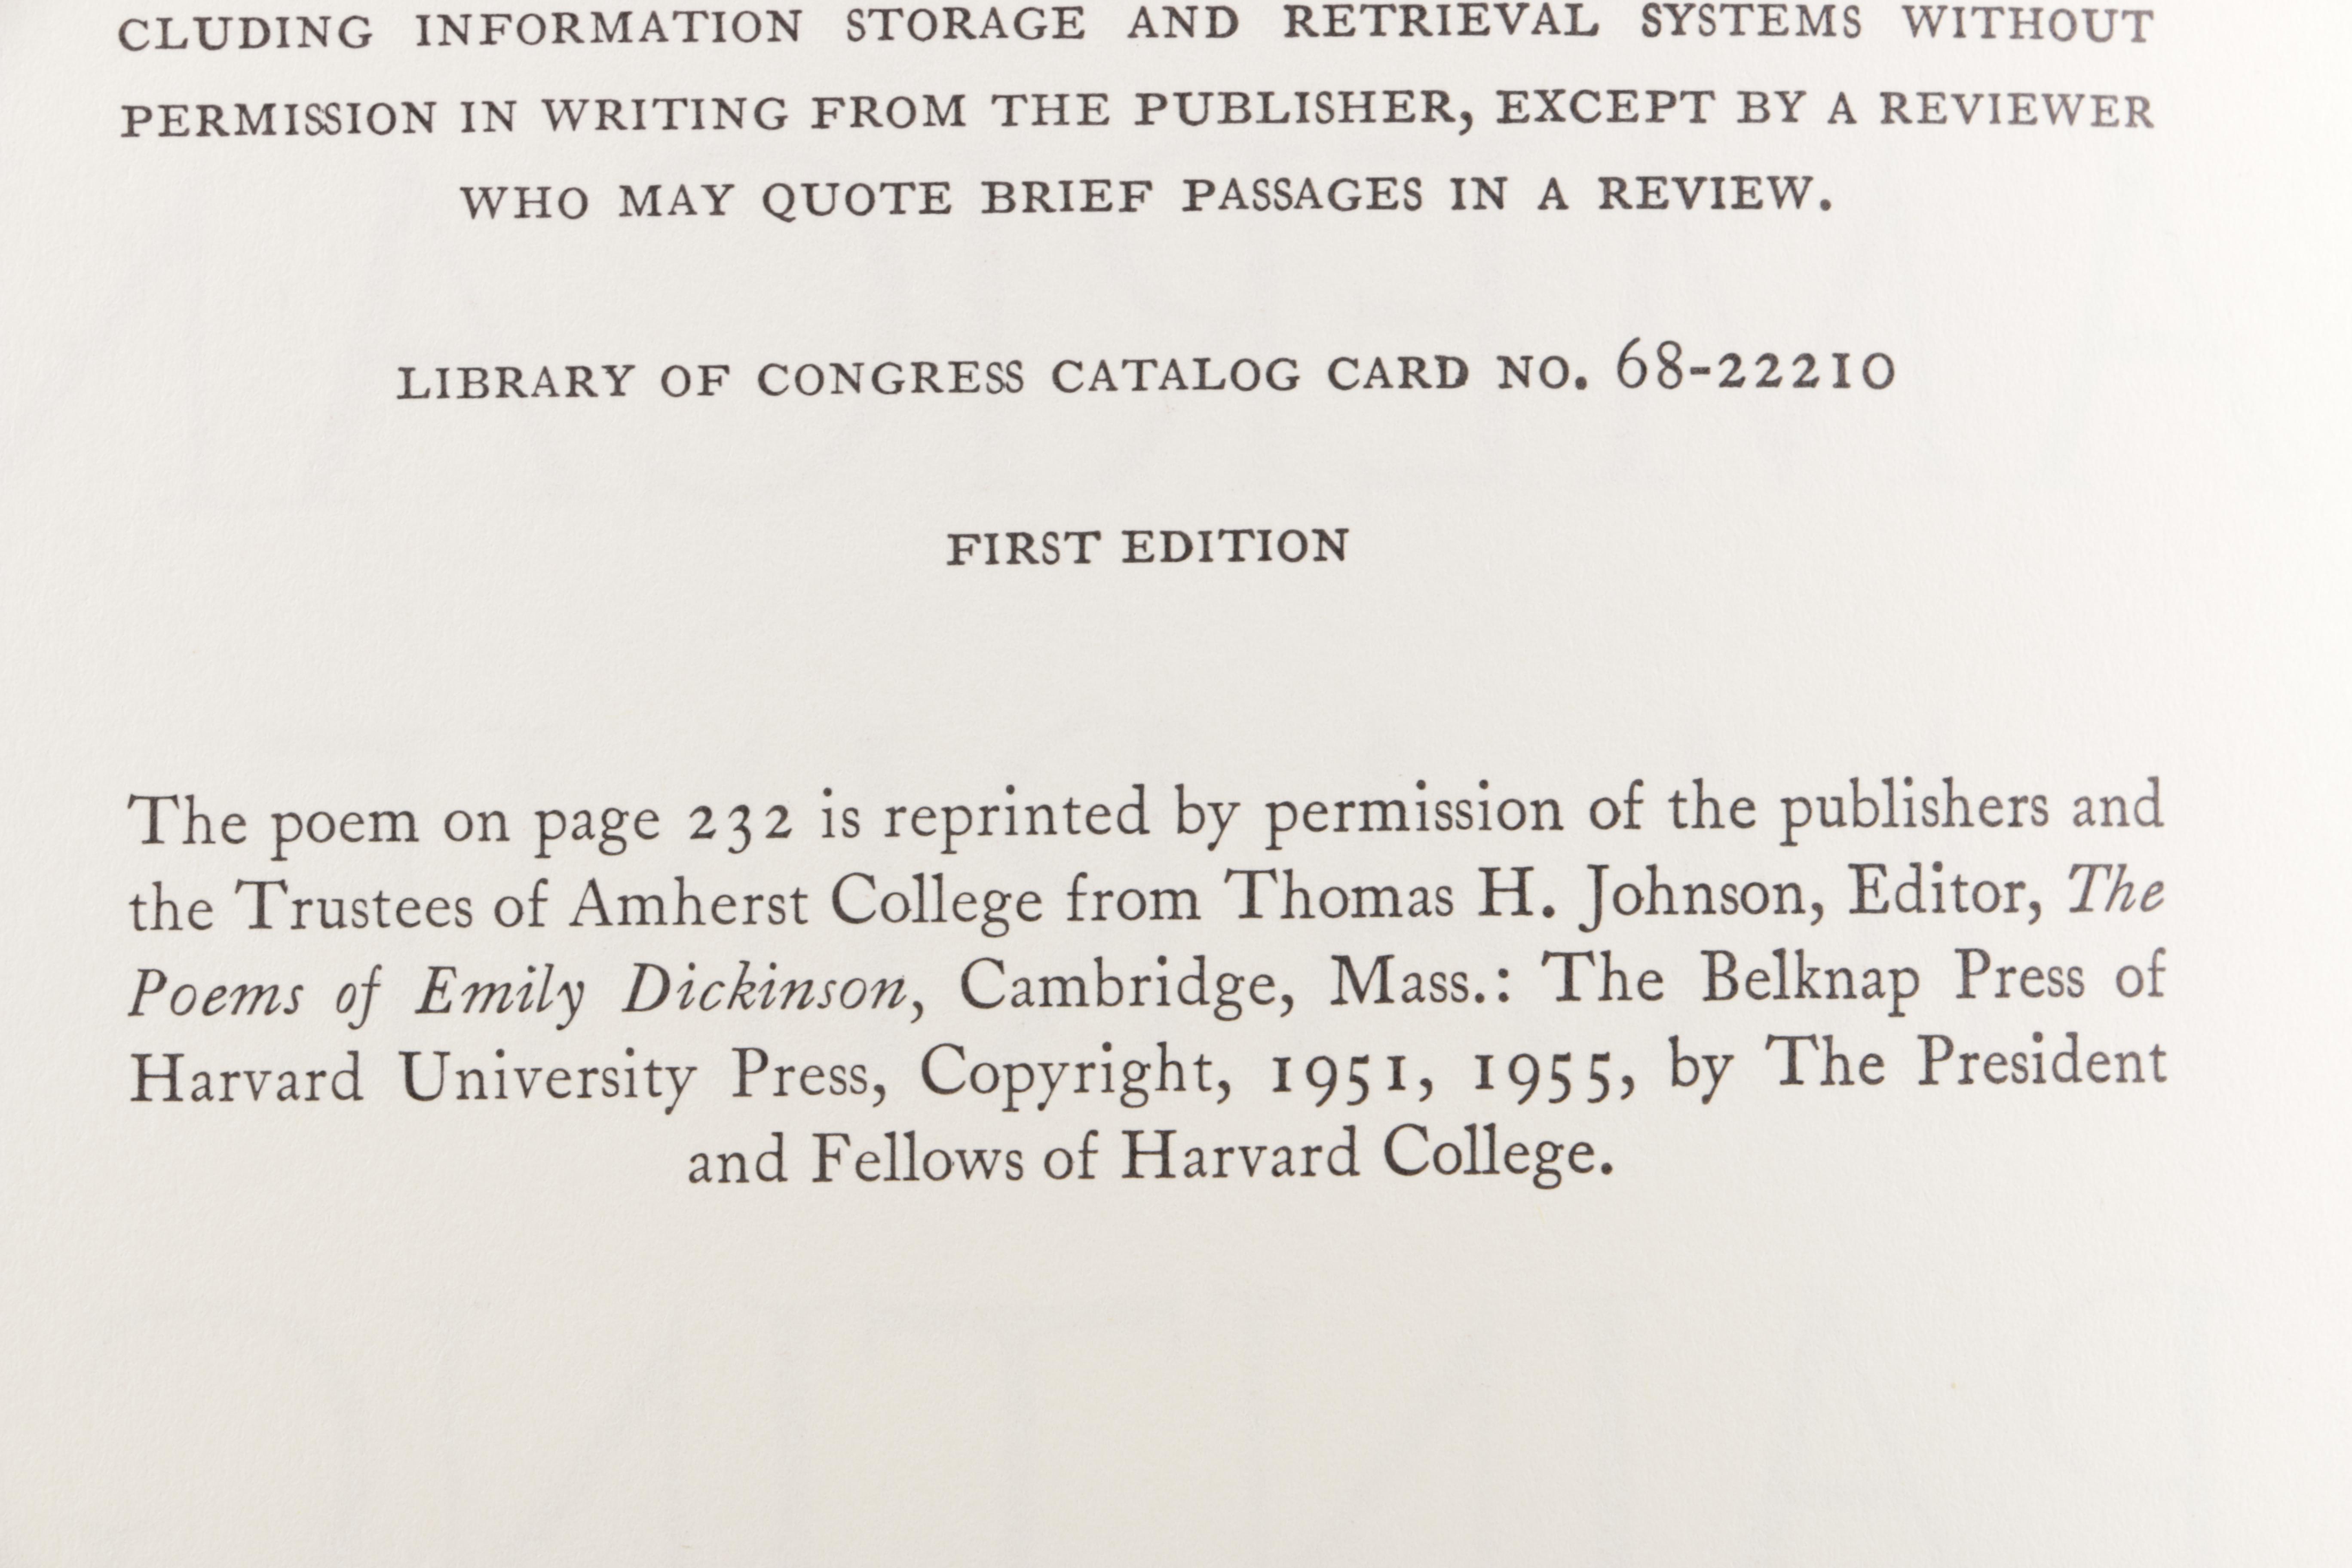 CLUDING INFORMATION STORAGE AND RETRIEVAL SYSTEMS WITHOUT
PERMISSION IN WRITING FROM THE PUBLISHER, EXCEPT BY A REVIEWER
WHO MAY QUOTE BRIEF PASSAGES IN A REVIEW.
LIBRARY OF CONGRESS CATALOG CARD NO. 68-22210
FIRST EDITION
The poem on page 232 is reprinted by permission of the publishers and
the Trustees of Amherst College from Thomas H. Johnson, Editor, The
Poems of Emily Dickinson, Cambridge, Mass.: The Belknap Press of
Harvard University Press, Copyright, 1951, 1955, by The President
and Fellows of Harvard College.